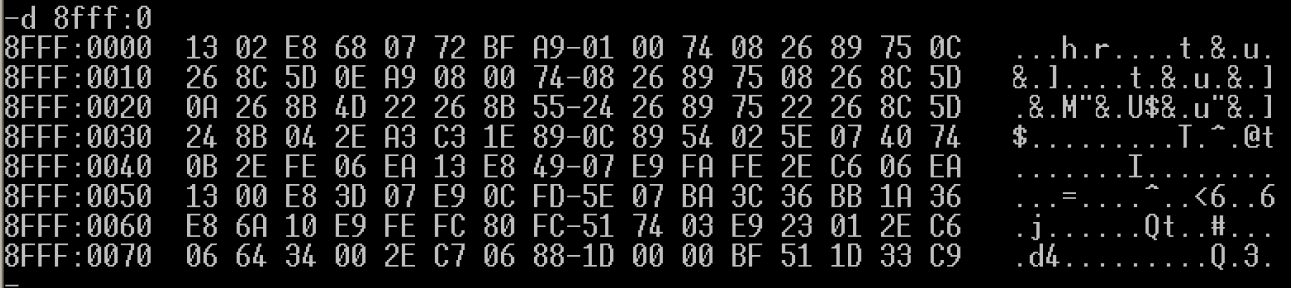 -d 8fff:0
8FFF:0000  13 02 E8 68 07 72 BF A9-01 00 74 08 26 89 75 0C   ...h.r....t.&.u.
8FFF:0010  26 8C 5D 0E A9 08 00 74-08 26 89 75 08 26 8C 5D   &.]....t.&.u.&.]
8FFF:0020  0A 26 8B 4D 22 26 8B 55-24 26 89 75 22 26 8C 5D   .&.M"&.U$&.u"&.]
8FFF:0030  24 8B 04 2E A3 C3 1E 89-0C 89 54 02 5E 07 40 74   $.........T.^.@t
8FFF:0040  0B 2E FE 06 EA 13 E8 49-07 E9 FA FE 2E C6 06 EA   .......I........
8FFF:0050  13 00 E8 3D 07 E9 0C FD-5E 07 BA 3C 36 BB 1A 36   ...=....^..<6..6
8FFF:0060  E8 6A 10 E9 FE FC 80 FC-51 74 03 E9 23 01 2E C6   .j......Qt..#...
8FFF:0070  06 64 34 00 2E C7 06 88-1D 00 00 BF 51 1D 33 C9   .d4.........Q.3.
-